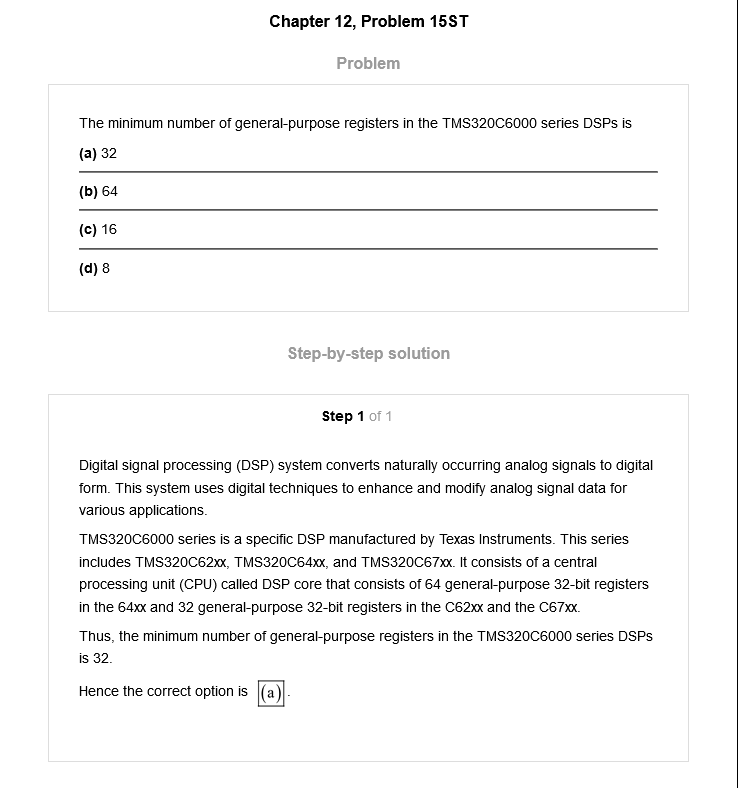 Chapter 12, Problem 15ST
Problem
The minimum number of general-purpose registers in the TMS320C6000 series DSPs is
(a) 32
(b) 64
(c) 16
(d) 8
Step-by-step solution
Step 1 of 1
Digital signal processing (DSP) system converts naturally occurring analog signals to digital
form. This system uses digital techniques to enhance and modify analog signal data for
various applications.
TMS320C6000 series is a specific DSP manufactured by Texas Instruments. This series
includes TMS320C62xx, TMS320C64xx, and TMS320C67xx. It consists of a central
processing unit (CPU) called DSP core that consists of 64 general-purpose 32-bit registers
in the 64xx and 32 general-purpose 32-bit registers in the C62xx and the C67xx.
Thus, the minimum number of general-purpose registers in the TMS320C6000 series DSPs
is 32.
Hence the correct option is (a).